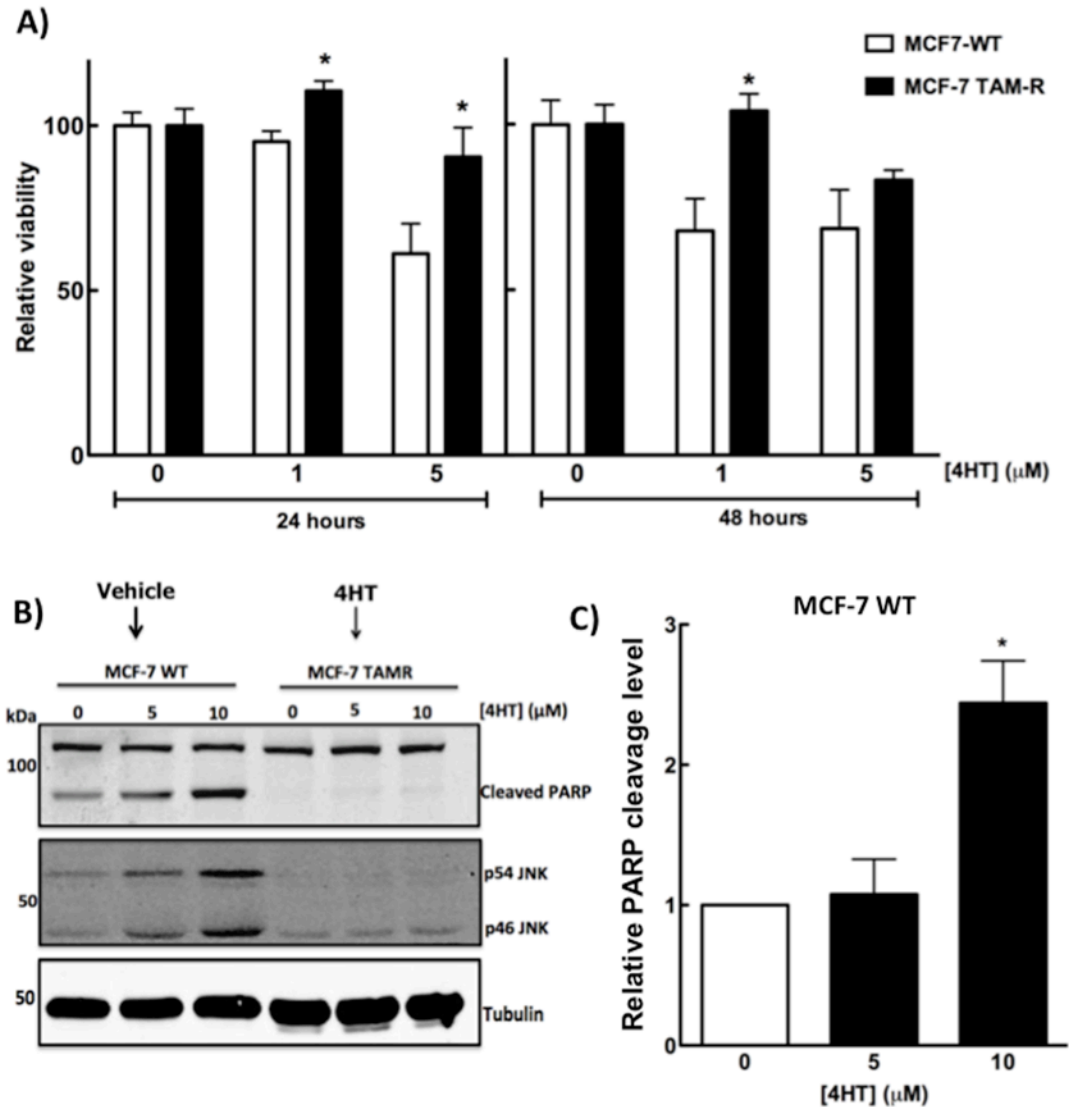 A)
MCF7-WT
MCF-7 TAM-R
* * *
100
50
0
Relative viability
0 1 5 0 1 5 [4HT] (μM)
24 hours 48 hours
B)
Vehicle 4HT
MCF-7 WT MCF-7 TAMR
kDa 0 5 10 0 5 10 [4HT] (μM)
100
Cleaved PARP
p54 JNK
50
p46 JNK
50
Tubulin
C)
MCF-7 WT
Relative PARP cleavage level
3
*
2
1
0
0 5 10
[4HT] (μM)